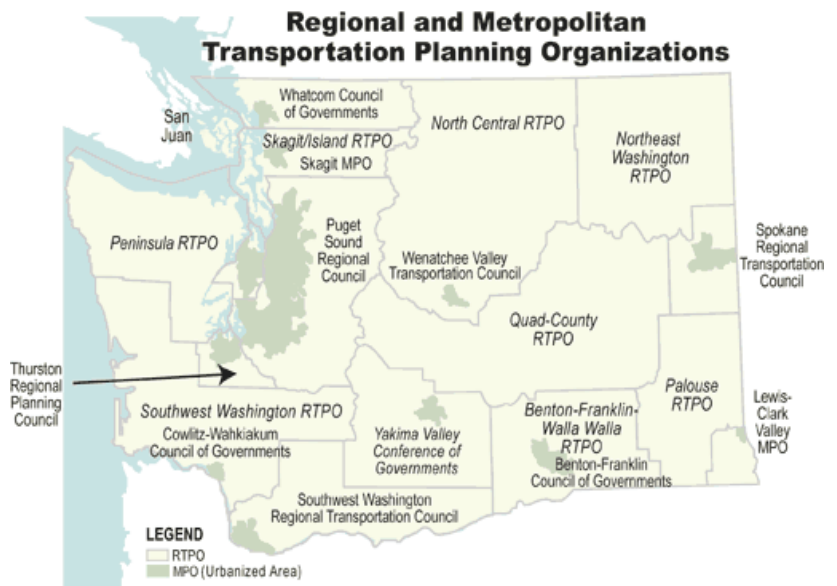 Regional and Metropolitan
Transportation Planning Organizations
Whatcom Council
of Governments
San
Juan
Skagit/Island RTPO
Skagit MPO
North Central RTPO
Northeast
Washington
RTPO
Peninsula RTPO
Puget
Sound
Regional
Council
Wenatchee Valley
Transportation Council
Spokane
Regional
Transportation
Council
Quad-County
RTPO
Thurston
Regional
Planning
Council
Southwest Washington RTPO
Cowlitz-Wahkiakum
Council of Governments
Yakima Valley
Conference of
Governments
Benton-Franklin-
Walla Walla
RTPO
Benton-Franklin
Council of Governments
Palouse
RTPO
Lewis-
Clark
Valley
MPO
Southwest Washington
Regional Transportation Council
LEGEND
RTPO
MPO (Urbanized Area)